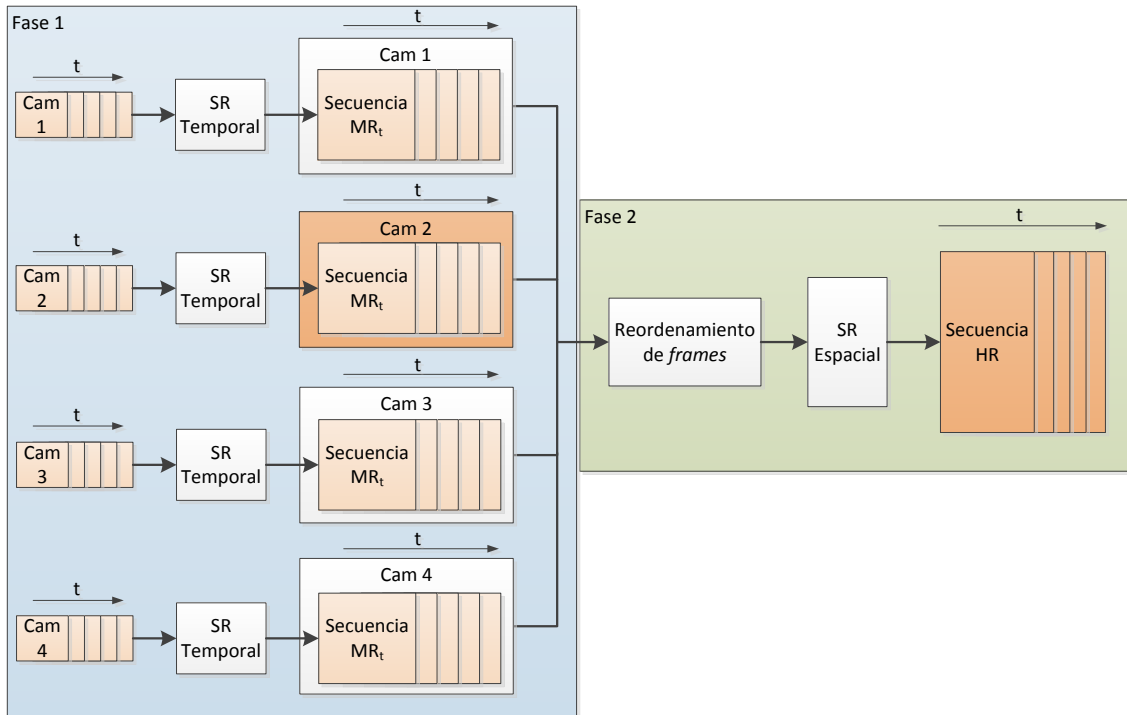 Fase 1
t
Cam
1
SR
Temporal
t
Cam 1
Secuencia
MRₜ
t
Cam
2
SR
Temporal
t
Cam 2
Secuencia
MRₜ
t
Cam
3
SR
Temporal
t
Cam 3
Secuencia
MRₜ
t
Cam
4
SR
Temporal
t
Cam 4
Secuencia
MRₜ
Fase 2
Reordenamiento
de frames
SR
Espacial
t
Secuencia
HR